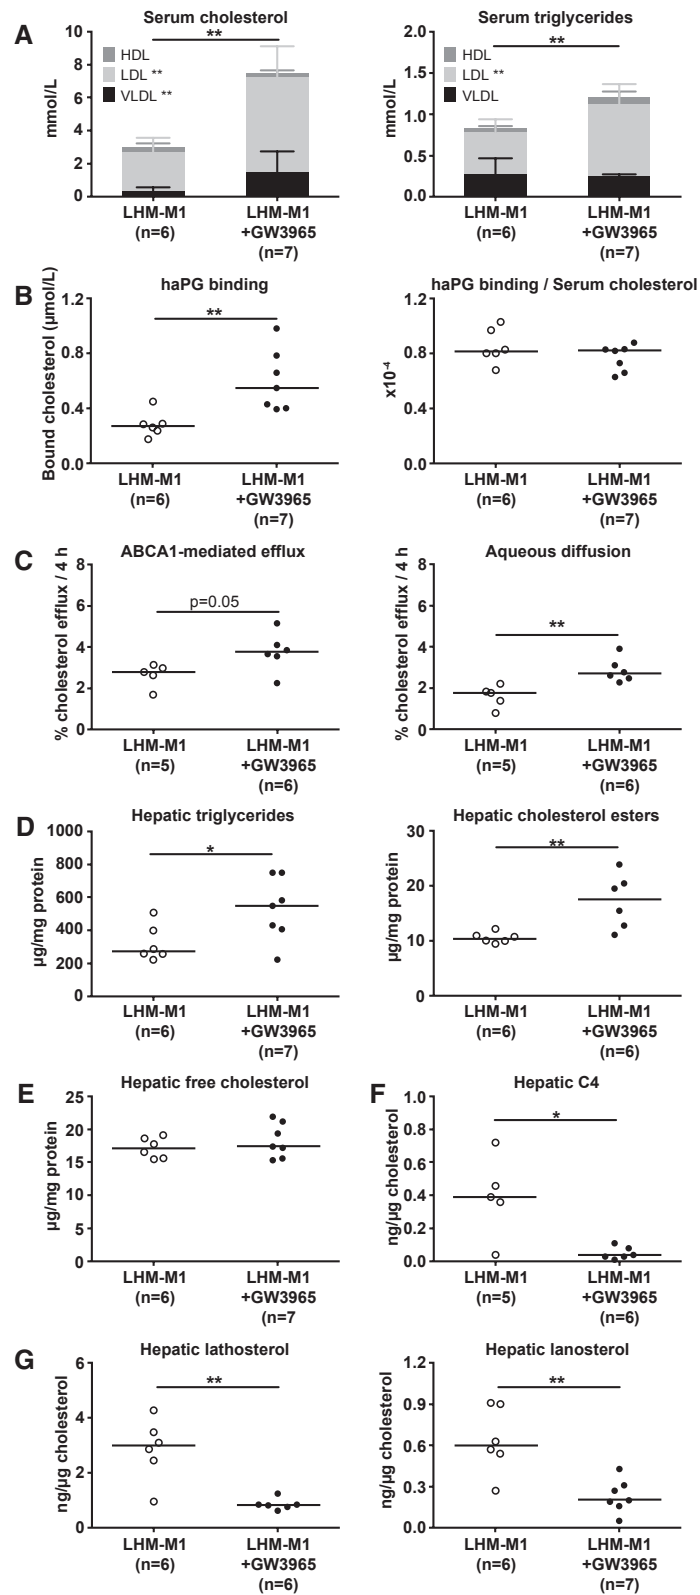 A
Serum cholesterol
mmol/L
10
8
6
4
2
0
HDL
LDL **
VLDL **
**
LHM-M1
(n=6)
LHM-M1
+GW3965
(n=7)
Serum triglycerides
mmol/L
2.0
1.5
1.0
0.5
0.0
HDL
LDL **
VLDL
**
LHM-M1
(n=6)
LHM-M1
+GW3965
(n=7)
B
haPG binding
Bound cholesterol (µmol/L)
1.2
0.8
0.4
0.0
**
LHM-M1
(n=6)
LHM-M1
+GW3965
(n=7)
haPG binding / Serum cholesterol
x10-4
1.2
0.8
0.4
0.0
LHM-M1
(n=6)
LHM-M1
+GW3965
(n=7)
C
ABCA1-mediated efflux
% cholesterol efflux / 4 h
8
6
4
2
0
p=0.05
LHM-M1
(n=5)
LHM-M1
+GW3965
(n=6)
Aqueous diffusion
% cholesterol efflux / 4 h
8
6
4
2
0
**
LHM-M1
(n=5)
LHM-M1
+GW3965
(n=6)
D
Hepatic triglycerides
µg/mg protein
1000
800
600
400
200
0
*
LHM-M1
(n=6)
LHM-M1
+GW3965
(n=7)
Hepatic cholesterol esters
µg/mg protein
30
20
10
0
**
LHM-M1
(n=6)
LHM-M1
+GW3965
(n=6)
E
Hepatic free cholesterol
µg/mg protein
25
20
15
10
5
0
LHM-M1
(n=6)
LHM-M1
+GW3965
(n=7
F
Hepatic C4
ng/µg cholesterol
1.0
0.8
0.6
0.4
0.2
0.0
*
LHM-M1
(n=5)
LHM-M1
+GW3965
(n=6)
G
Hepatic lathosterol
ng/µg cholesterol
6
4
2
0
**
LHM-M1
(n=6)
LHM-M1
+GW3965
(n=6)
Hepatic lanosterol
ng/µg cholesterol
1.2
0.9
0.6
0.3
0.0
**
LHM-M1
(n=6)
LHM-M1
+GW3965
(n=7)